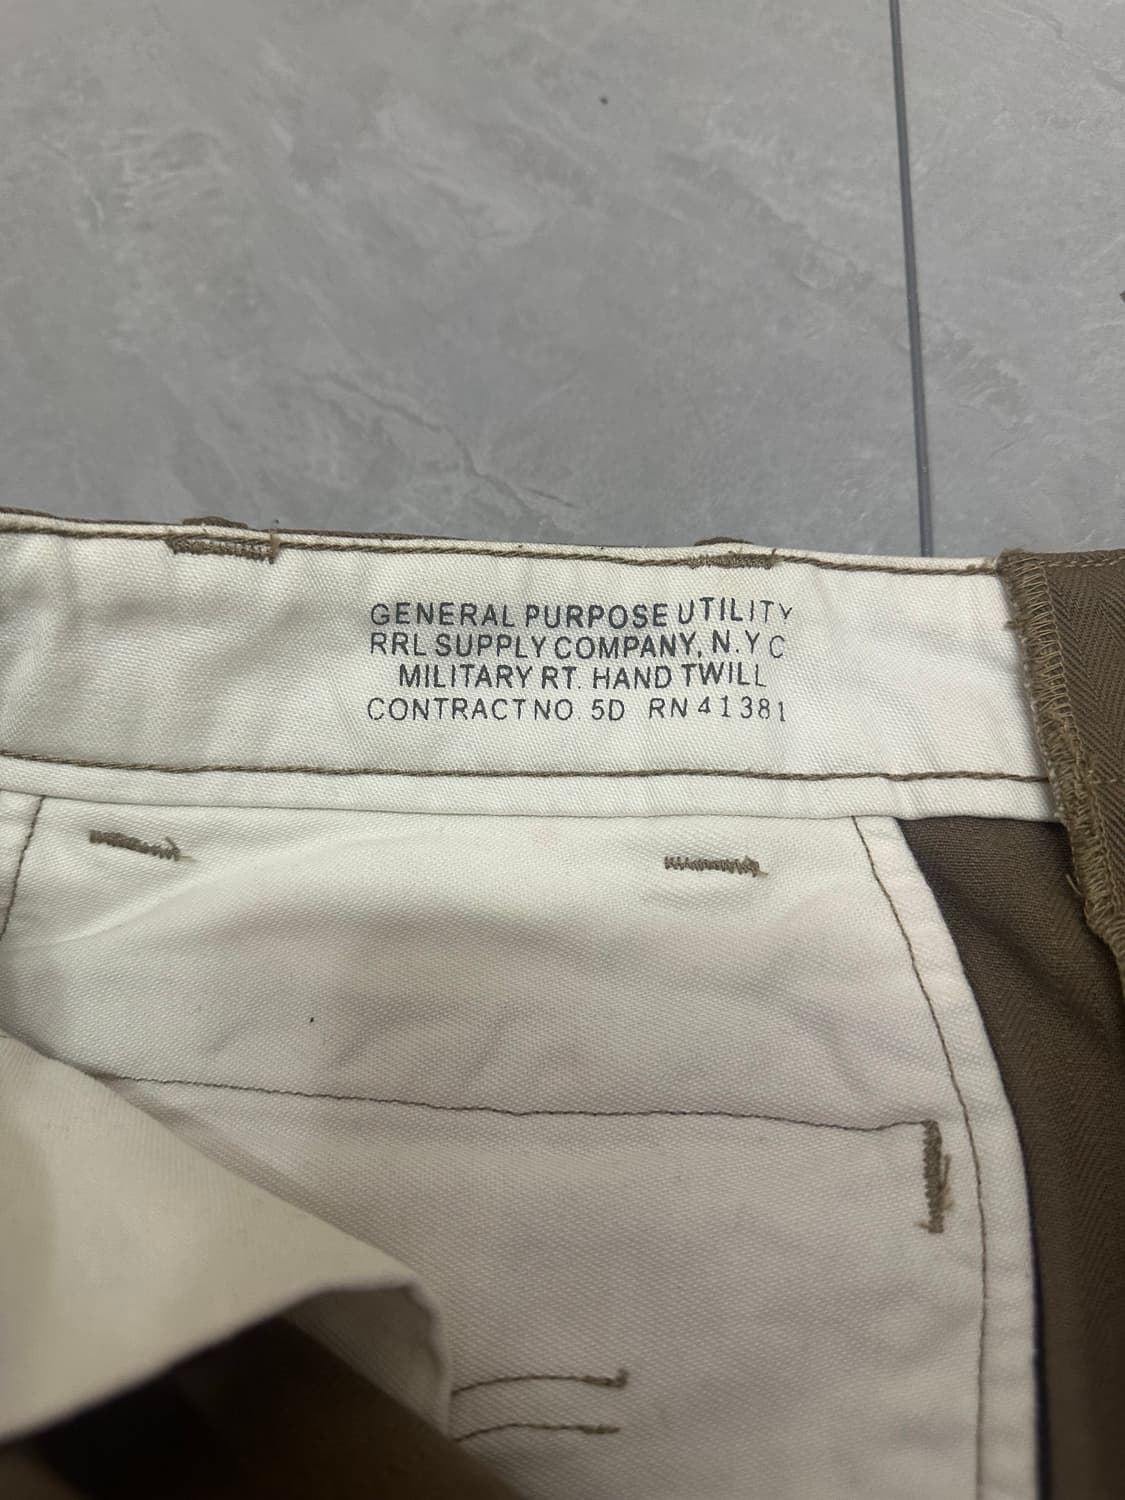 GENERAL PURPOSE UTILITY
RRL SUPPLY COMPANY, N.Y C
MILITARY RT. HAND TWILL
CONTRACT NO. 5D RN 41381